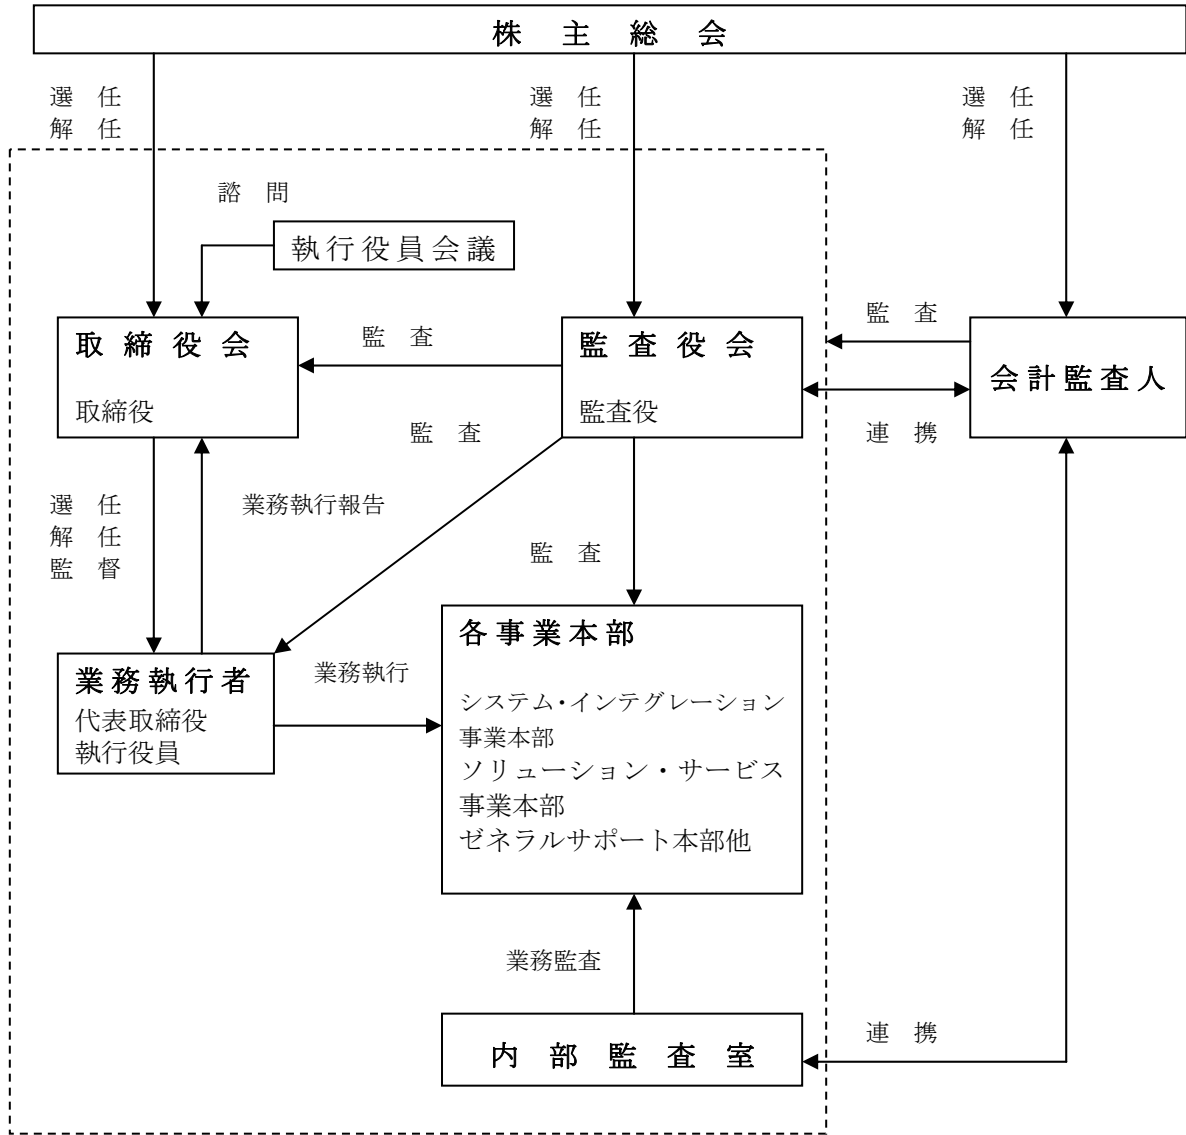 株主総会
選任
解任
選任
解任
選任
解任
諮問
執行役員会議
取締役会
取締役
監査
監査役会
監査役
監査
会計監査人
連携
監査
選任
解任
監督
業務執行報告
監査
業務執行者
代表取締役
執行役員
業務執行
各事業本部
システム・インテグレーション
事業本部
ソリューション・サービス
事業本部
ゼネラルサポート本部他
業務監査
内部監査室
連携